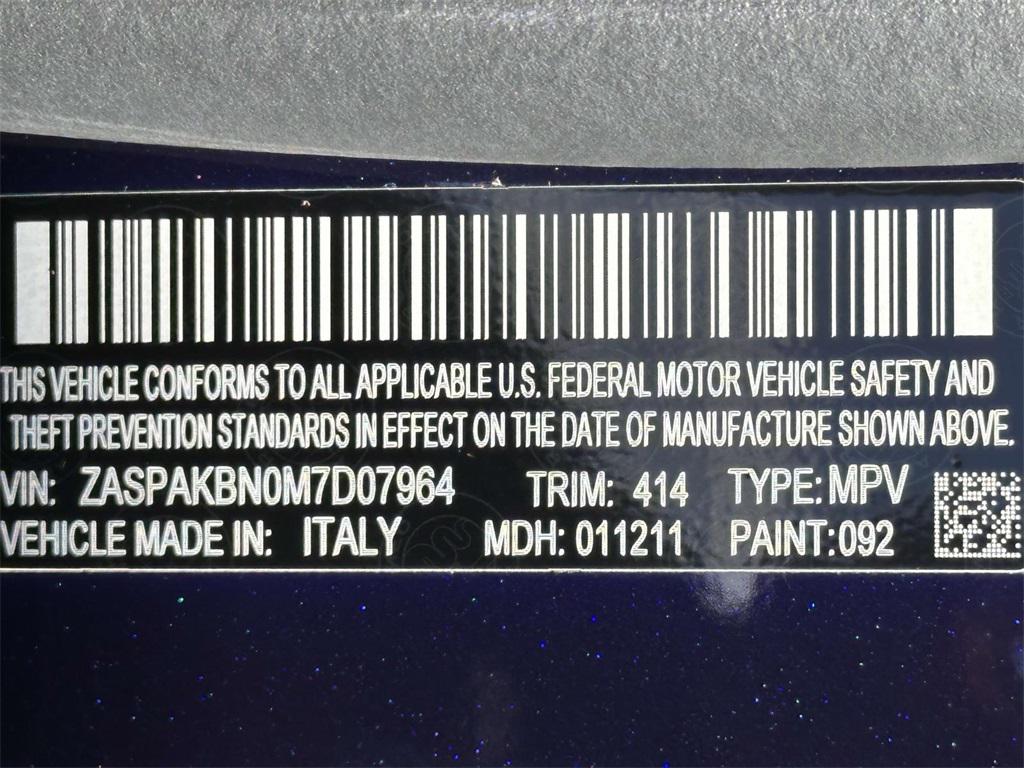 THIS VEHICLE CONFORMS TO ALL APPLICABLE U.S. FEDERAL MOTOR VEHICLE SAFETY AND
THEFT PREVENTION STANDARDS IN EFFECT ON THE DATE OF MANUFACTURE SHOWN ABOVE.
VIN: ZASPAKBN0M7D07964 TRIM: 414 TYPE: MPV
VEHICLE MADE IN: ITALY MDH: 011211 PAINT: 092